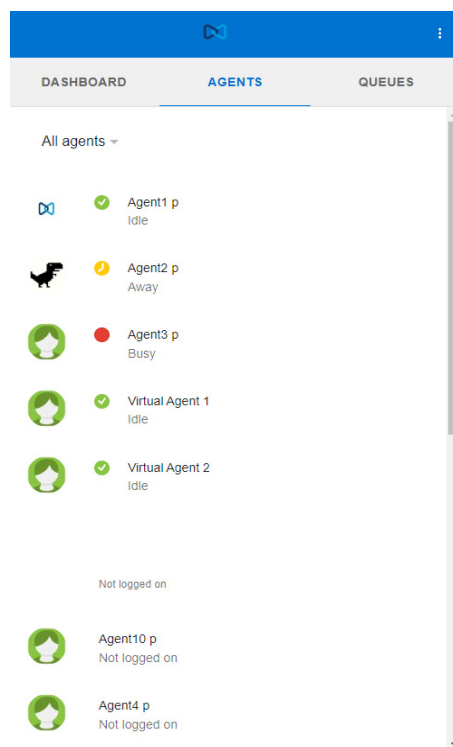 DASHBOARD AGENTS QUEUES
All agents
Agent1 p
Idle
Agent2 p
Away
Agent3 p
Busy
Virtual Agent 1
Idle
Virtual Agent 2
Idle
Not logged on
Agent10 p
Not logged on
Agent4 p
Not logged on